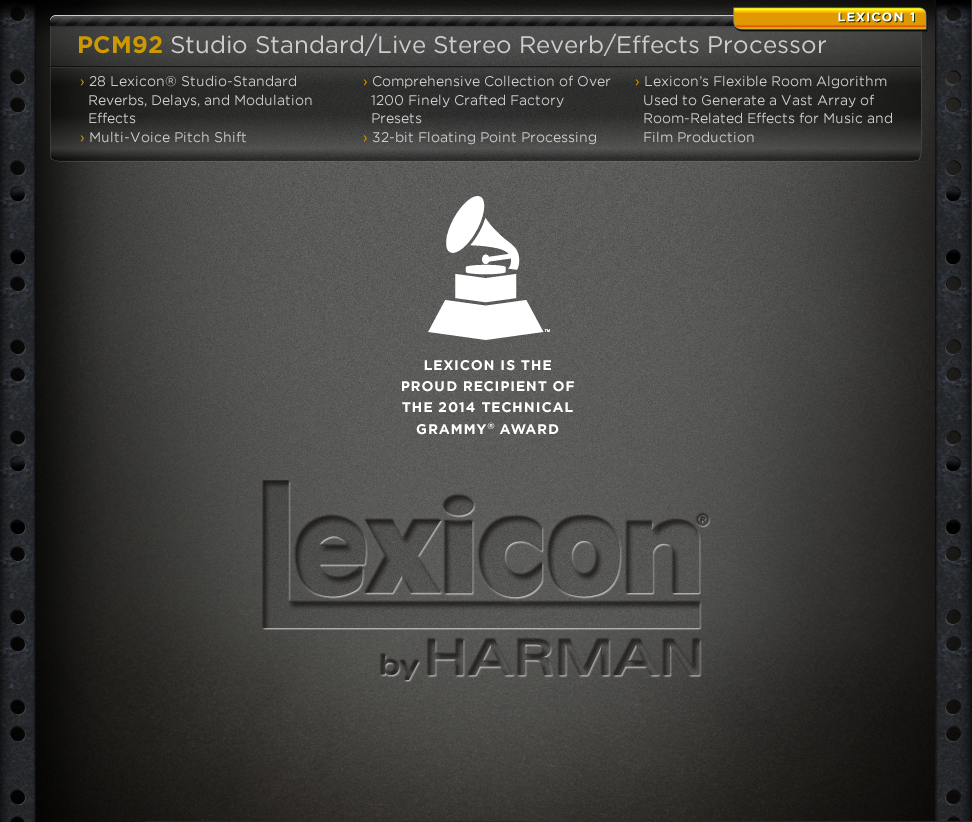 LEXICON 1
PCM92 Studio Standard/Live Stereo Reverb/Effects Processor
› 28 Lexicon® Studio-Standard
Reverbs, Delays, and Modulation
Effects
› Multi-Voice Pitch Shift
› Comprehensive Collection of Over
1200 Finely Crafted Factory
Presets
› 32-bit Floating Point Processing
› Lexicon’s Flexible Room Algorithm
Used to Generate a Vast Array of
Room-Related Effects for Music and
Film Production
™
LEXICON IS THE
PROUD RECIPIENT OF
THE 2014 TECHNICAL
GRAMMY® AWARD
lexicon®
by HARMAN